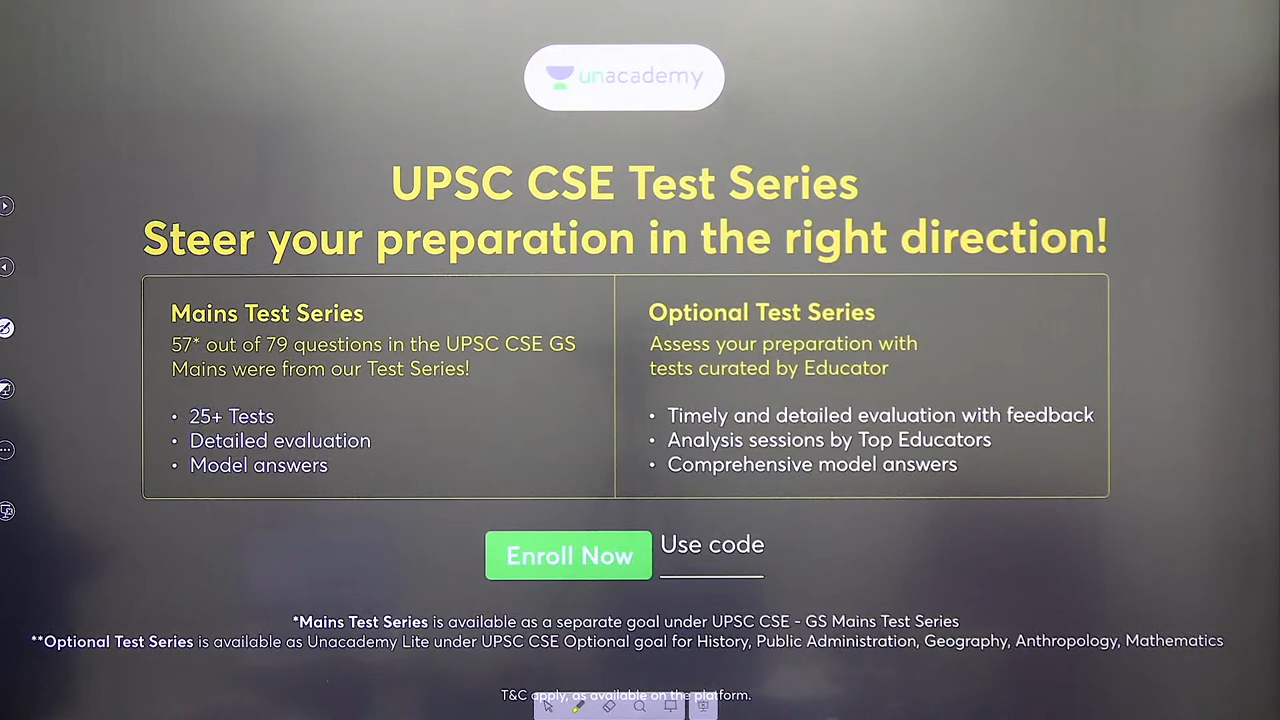 unacademy
UPSC CSE Test Series
Steer your preparation in the right direction!
Mains Test Series
57* out of 79 questions in the UPSC CSE GS
Mains were from our Test Series!
• 25+ Tests
• Detailed evaluation
• Model answers
Optional Test Series
Assess your preparation with
tests curated by Educator
• Timely and detailed evaluation with feedback
• Analysis sessions by Top Educators
• Comprehensive model answers
Enroll Now
Use code
*Mains Test Series is available as a separate goal under UPSC CSE - GS Mains Test Series
**Optional Test Series is available as Unacademy Lite under UPSC CSE Optional goal for History, Public Administration, Geography, Anthropology, Mathematics
T&C apply, as available on the platform.